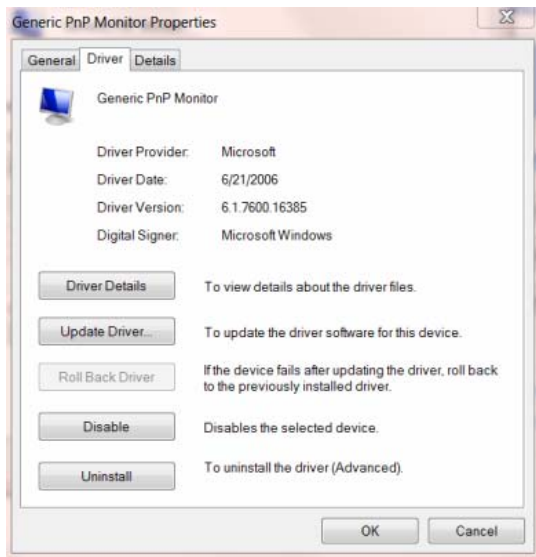 Generic PnP Monitor Properties
General Driver Details
Generic PnP Monitor
Driver Provider: Microsoft
Driver Date: 6/21/2006
Driver Version: 6.1.7600.16385
Digital Signer: Microsoft Windows
Driver Details To view details about the driver files.
Update Driver... To update the driver software for this device.
Roll Back Driver If the device fails after updating the driver, roll back
to the previously installed driver.
Disable Disables the selected device.
Uninstall To uninstall the driver (Advanced).
OK Cancel